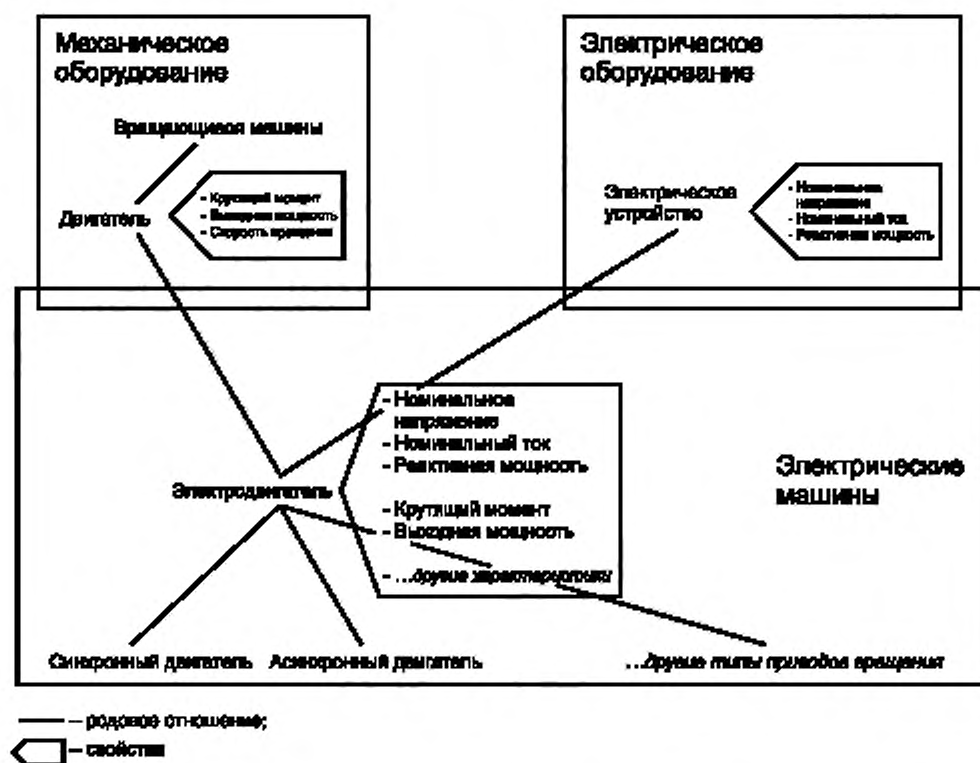 Механическое
оборудование
Вращающиеся машины
Двигатель
- Крутящий момент
- Выходная мощность
- Скорость вращения
Электрическое
оборудование
Электрическое
устройство
- Номинальное
напряжение
- Номинальный ток
- Реактивная мощность
- Номинальное
напряжение
- Номинальный ток
- Реактивная мощность
- Крутящий момент
- Выходная мощность
- ...другие характеристики
Электродвигатель
Электрические
машины
Синхронный двигатель
Асинхронный двигатель
...другие типы приводов вращения
— родовое отношение;
— свойства